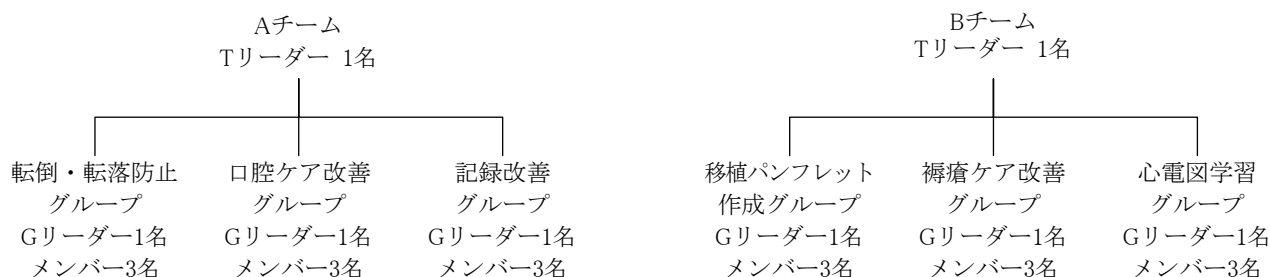 Aチーム
Tリーダー 1名
転倒・転落防止
グループ
Gリーダー1名
メンバー3名
口腔ケア改善
グループ
Gリーダー1名
メンバー3名
記録改善
グループ
Gリーダー1名
メンバー3名
Bチーム
Tリーダー 1名
移植パンフレット
作成グループ
Gリーダー1名
メンバー3名
褥瘡ケア改善
グループ
Gリーダー1名
メンバー3名
心電図学習
グループ
Gリーダー1名
メンバー3名